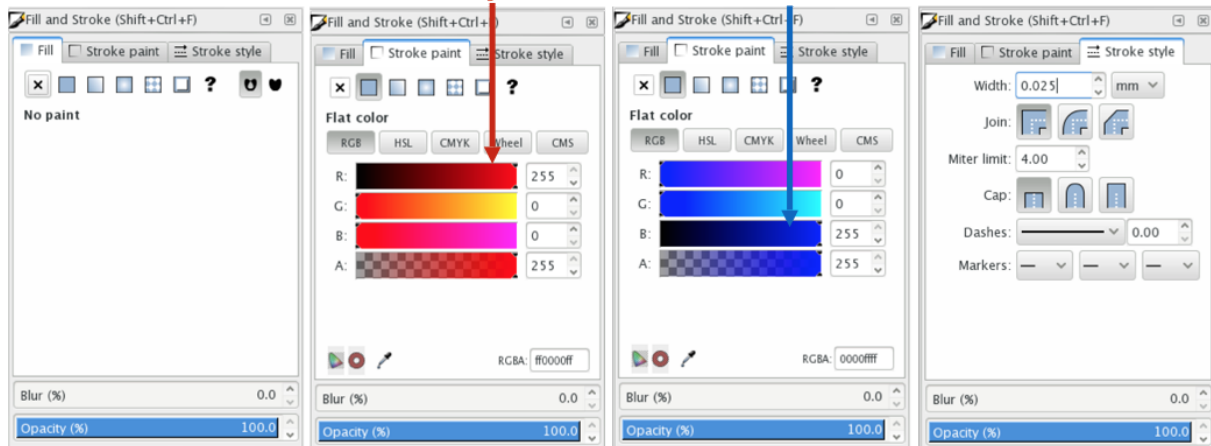 Fill and Stroke (Shift+Ctrl+F)
Fill Stroke paint Stroke style
?
No paint
Blur (%) 0.0
Opacity (%) 100.0
Fill and Stroke (Shift+Ctrl+
Fill Stroke paint Stroke style
?
Flat color
RGB HSL CMYK Wheel CMS
R: 255
G: 0
B: 0
A: 255
RGBA: ff0000ff
Blur (%) 0.0
Opacity (%) 100.0
Fill and Stroke (Shift+Ctrl+F)
Fill Stroke paint Stroke style
?
Flat color
RGB HSL CMYK Wheel CMS
R: 0
G: 0
B: 255
A: 255
RGBA: 0000ffff
Blur (%) 0.0
Opacity (%) 100.0
Fill and Stroke (Shift+Ctrl+F)
Fill Stroke paint Stroke style
Width: 0.025 mm
Join:
Miter limit: 4.00
Cap:
Dashes: 0.00
Markers:
Blur (%) 0.0
Opacity (%) 100.0